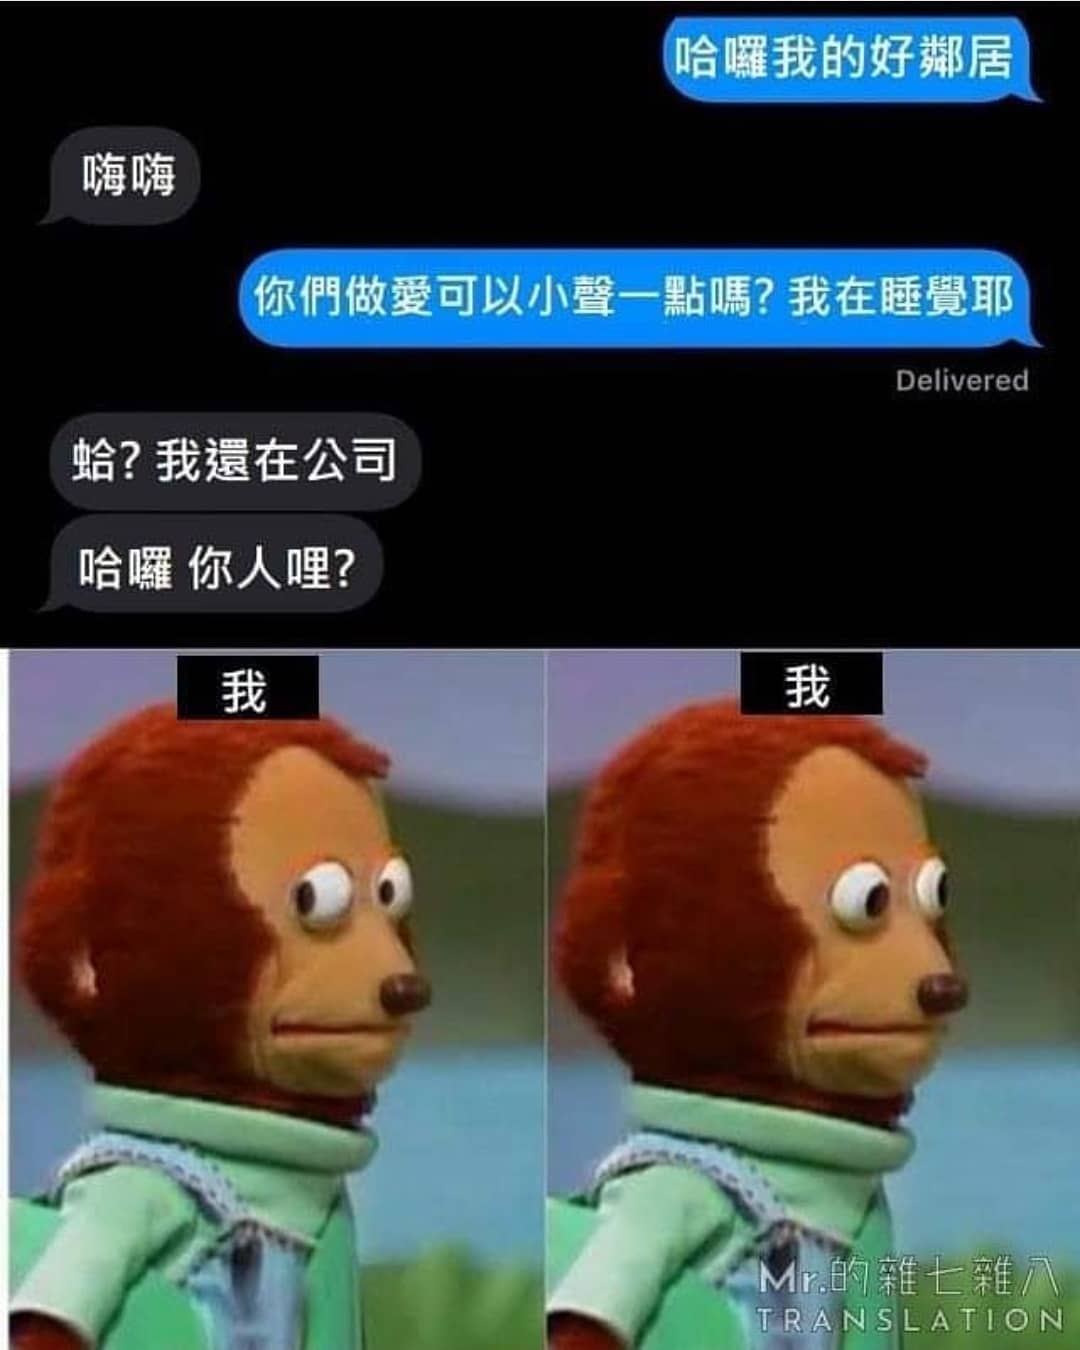 哈囉我的好鄰居
嗨嗨
你們做愛可以小聲一點嗎? 我在睡覺耶
Delivered
蛤? 我還在公司
哈囉 你人哩?
我
我
Mr.的雜七雜八
TRANSLATION